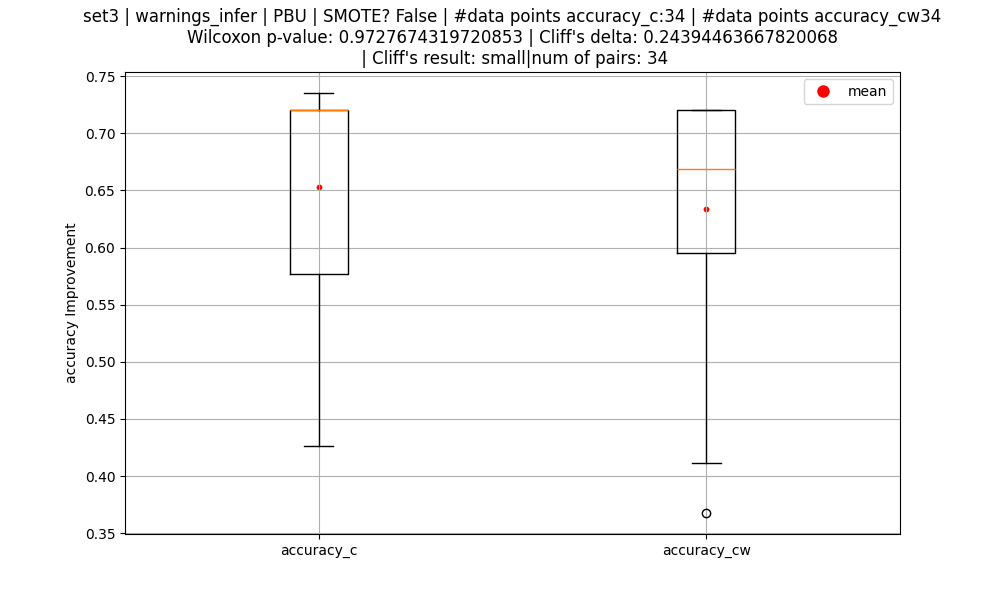 set3 | warnings_infer | PBU | SMOTE? False | #data points accuracy_c:34 | #data points accuracy_cw34
Wilcoxon p-value: 0.9727674319720853 | Cliff's delta: 0.24394463667820068
| Cliff's result: small|num of pairs: 34
mean
0.75
0.70
0.65
0.60
0.55
0.50
0.45
0.40
0.35
accuracy Improvement
accuracy_c
accuracy_cw